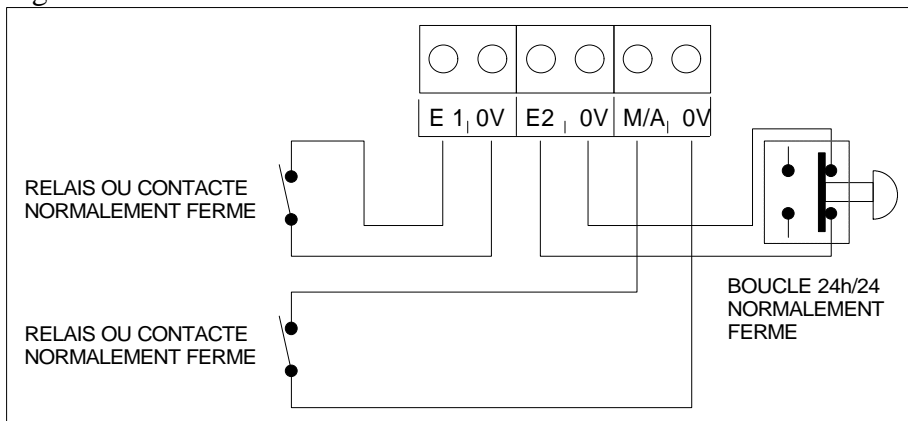 E 1 0V E2 0V M/A 0V
RELAIS OU CONTACTE
NORMALEMENT FERME
BOUCLE 24h/24
NORMALEMENT
FERME
RELAIS OU CONTACTE
NORMALEMENT FERME